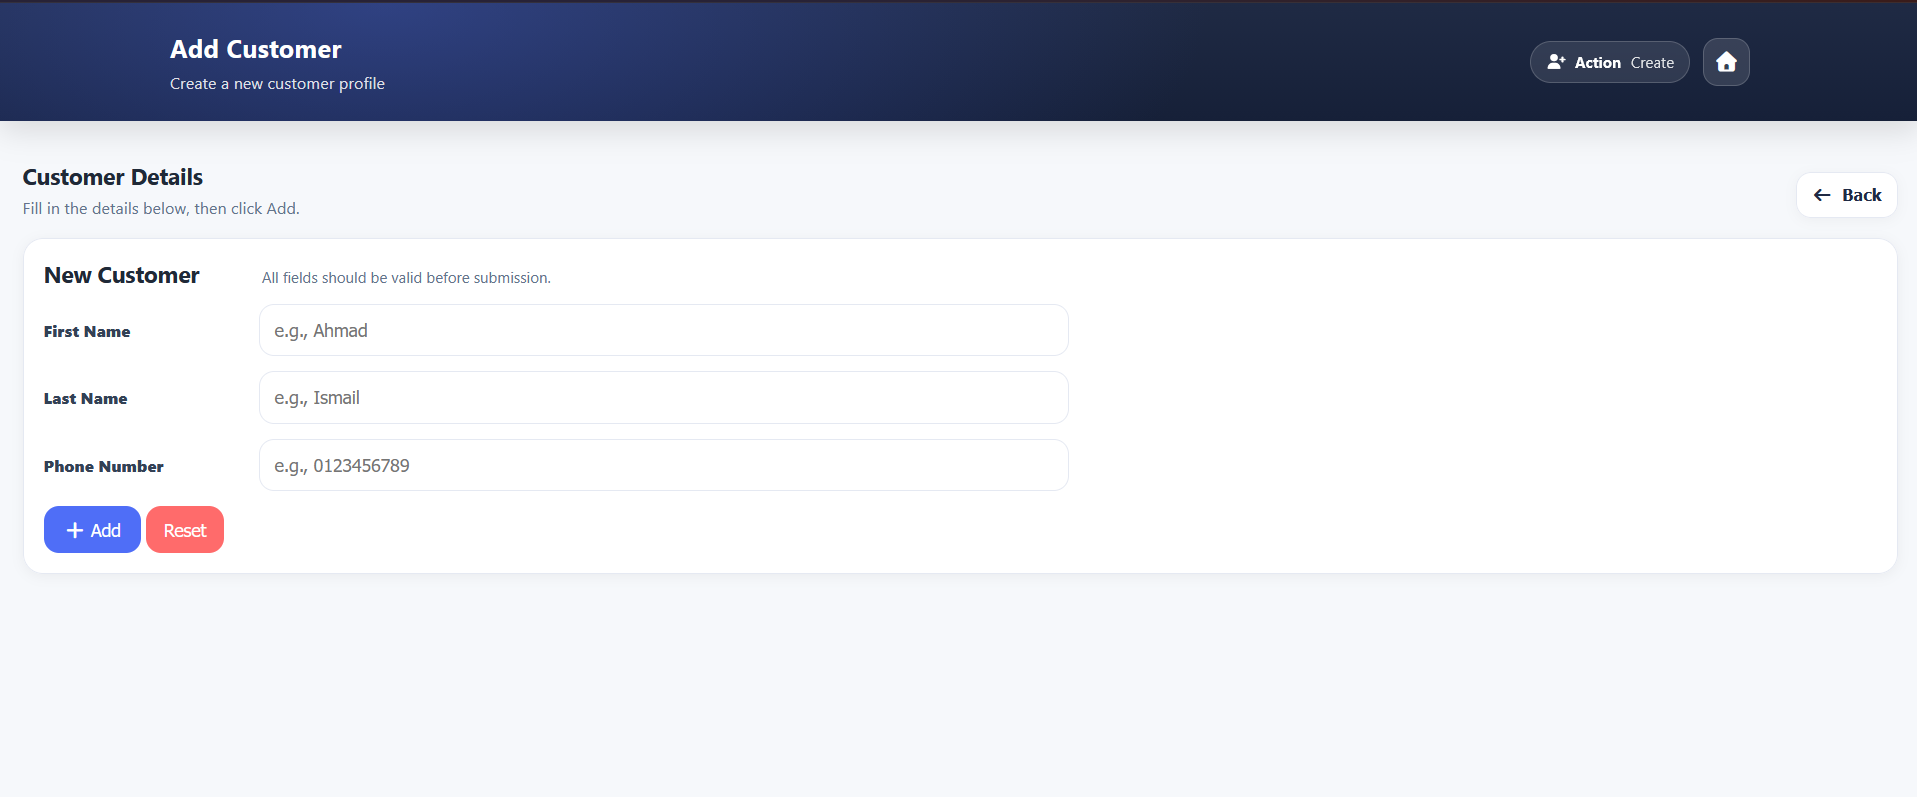 Add Customer
Create a new customer profile
Action Create
Customer Details
Fill in the details below, then click Add.
Back
New Customer
All fields should be valid before submission.
First Name
e.g., Ahmad
Last Name
e.g., Ismail
Phone Number
e.g., 0123456789
Add
Reset